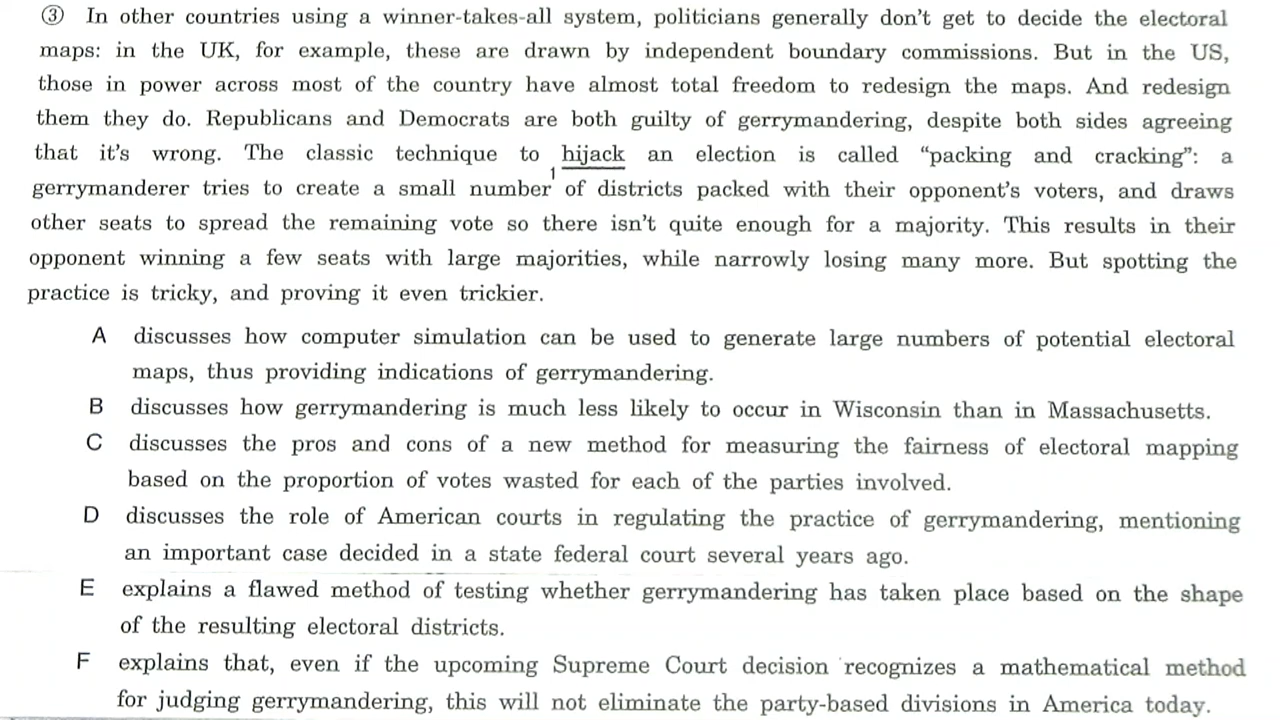 ③ In other countries using a winner-takes-all system, politicians generally don't get to decide the electoral
maps: in the UK, for example, these are drawn by independent boundary commissions. But in the US,
those in power across most of the country have almost total freedom to redesign the maps. And redesign
them they do. Republicans and Democrats are both guilty of gerrymandering, despite both sides agreeing
that it's wrong. The classic technique to hijack an election is called “packing and cracking”: a
1
gerrymanderer tries to create a small number of districts packed with their opponent's voters, and draws
other seats to spread the remaining vote so there isn't quite enough for a majority. This results in their
opponent winning a few seats with large majorities, while narrowly losing many more. But spotting the
practice is tricky, and proving it even trickier.
A discusses how computer simulation can be used to generate large numbers of potential electoral
maps, thus providing indications of gerrymandering.
B discusses how gerrymandering is much less likely to occur in Wisconsin than in Massachusetts.
C discusses the pros and cons of a new method for measuring the fairness of electoral mapping
based on the proportion of votes wasted for each of the parties involved.
D discusses the role of American courts in regulating the practice of gerrymandering, mentioning
an important case decided in a state federal court several years ago.
E explains a flawed method of testing whether gerrymandering has taken place based on the shape
of the resulting electoral districts.
F explains that, even if the upcoming Supreme Court decision recognizes a mathematical method
for judging gerrymandering, this will not eliminate the party-based divisions in America today.